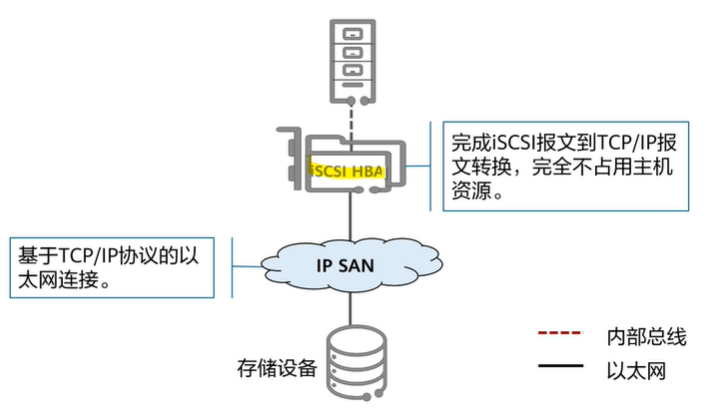 完成iSCSI报文到TCP/IP报
文转换，完全不占用主机
资源。
iSCSI HBA
基于TCP/IP协议的以
太网连接。
IP SAN
存储设备
内部总线
以太网